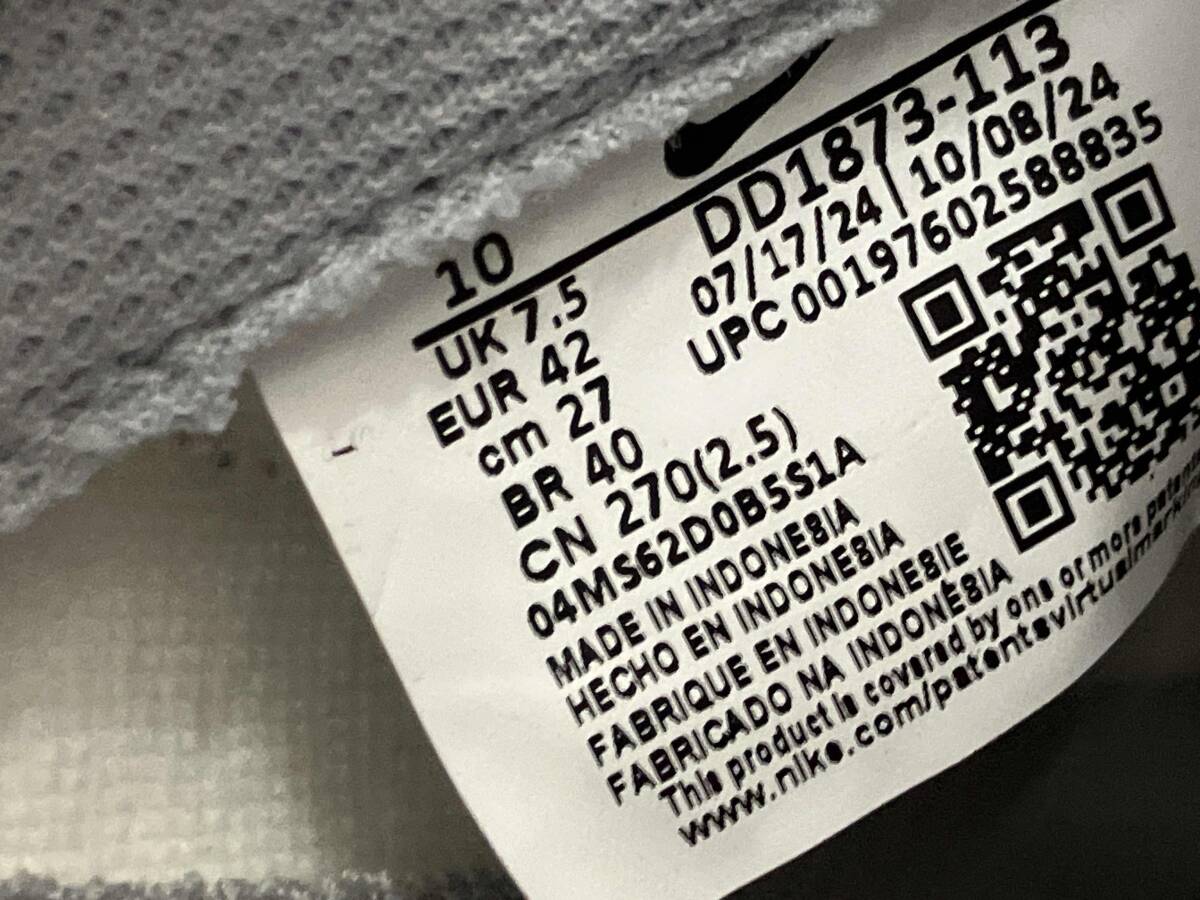 10
DD1873-113
07/17/24 | 10/08/24
UPC 00197602588835
UK 7.5
EUR 42
cm 27
BR 40
CN 270(2.5)
04MS62D0B5S1A
MADE IN INDONESIA
HECHO EN INDONESIA
FABRIQUE EN INDONESIE
FABRICADO NA INDONÉSIA
This product is covered by one or more
www.nike.com/patentsvirtualmarki